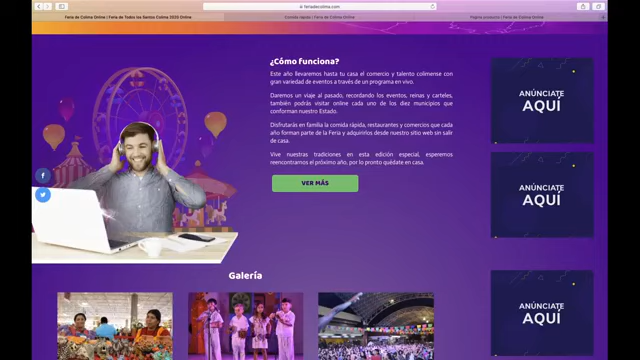 feriadecolima.com
Feria de Colima Online | Feria de Todos los Santos Colima 2020 Online
Comida rápida | Feria de Colima Online
Página productos | Feria de Colima Online
¿Cómo funciona?
Este año llevaremos hasta tu casa el comercio y talento colimense con
gran variedad de eventos a través de un programa en vivo.
Daremos un viaje al pasado, recordando los eventos, reinas y carteles,
también podrás visitar online cada uno de los diez municipios que
conforman nuestro Estado.
Disfrutarás en familia la comida rápida, restaurantes y comercios que cada
año forman parte de la Feria y adquirirlos desde nuestro sitio web sin salir
de casa.
Vive nuestras tradiciones en esta edición especial, esperemos
reencontrarnos el próximo año, por lo pronto quédate en casa.
VER MÁS
Galería
ANÚNCIATE
AQUÍ
ANÚNCIATE
AQUÍ
ANÚNCIATE
AQUÍ